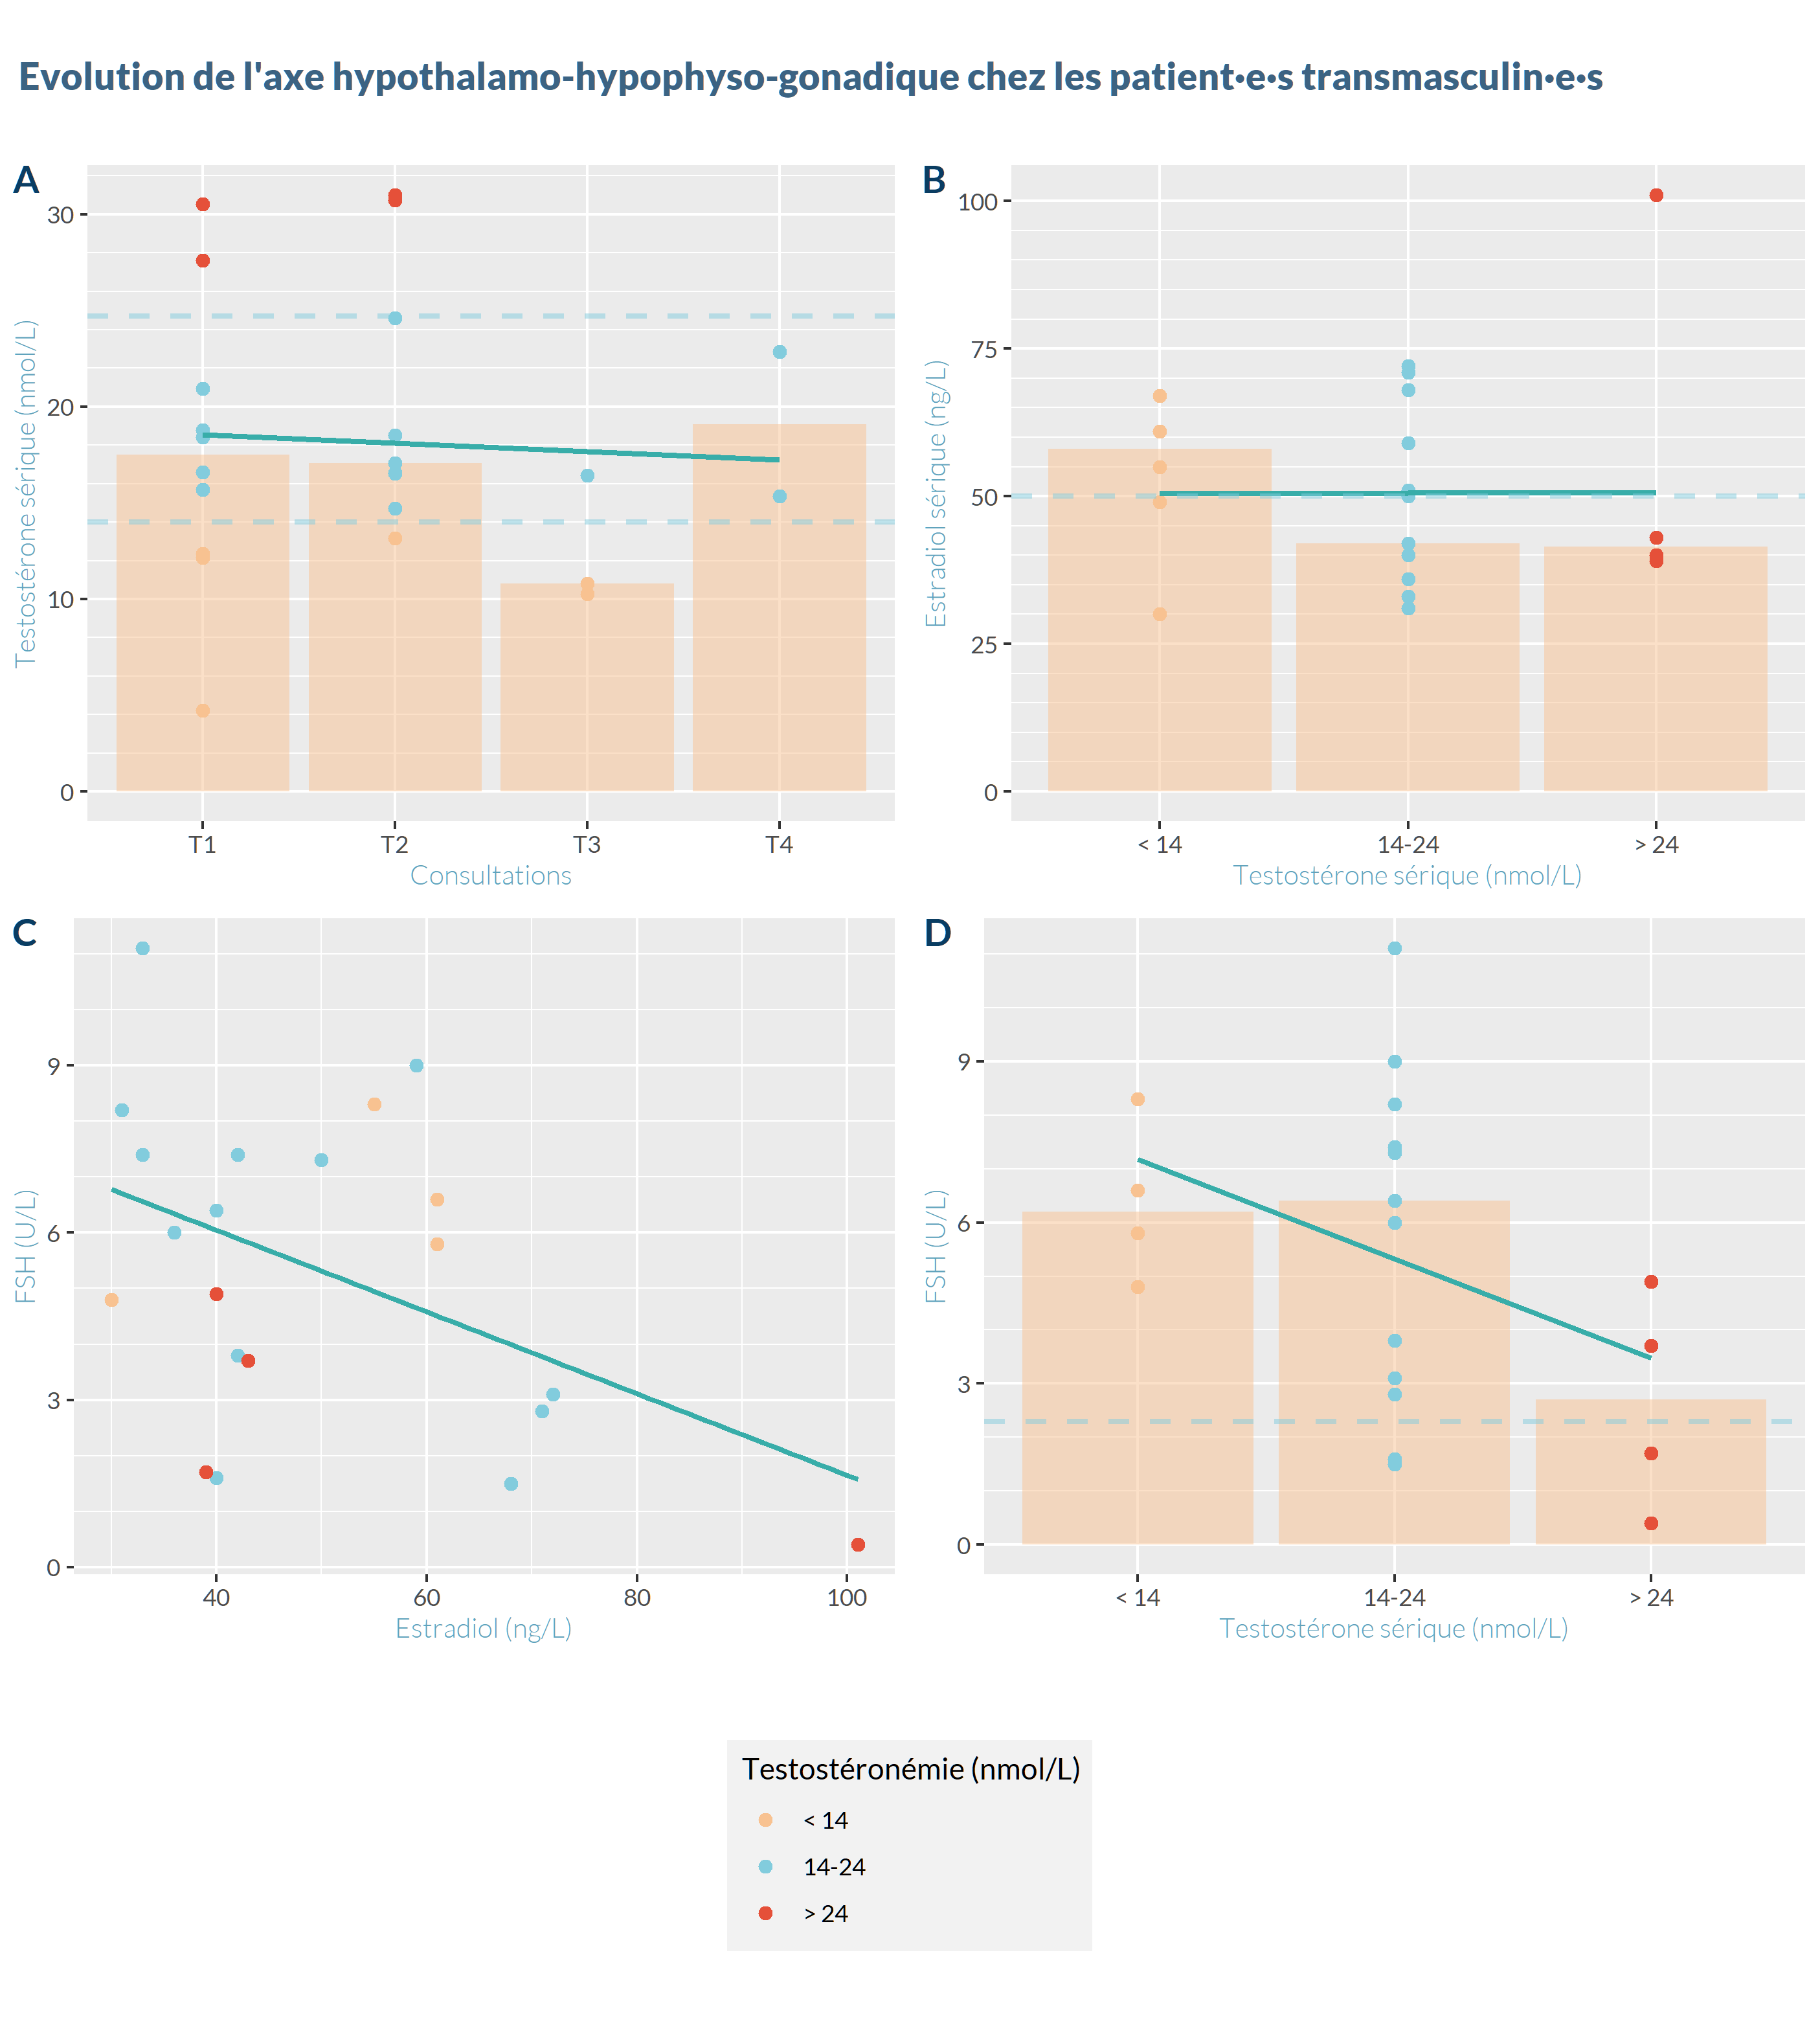 Evolution de l'axe hypothalamo-hypophyso-gonadique chez les patient·e·s transmasculin·e·s
A
Testostérone sérique (nmol/L)
30
20
10
0
T1 T2 T3 T4
Consultations
B
Estradiol sérique (ng/L)
100
75
50
25
0
< 14 14-24 > 24
Testostérone sérique (nmol/L)
C
FSH (U/L)
9
6
3
0
40 60 80 100
Estradiol (ng/L)
D
FSH (U/L)
9
6
3
0
< 14 14-24 > 24
Testostérone sérique (nmol/L)
Testostéronémie (nmol/L)
< 14
14-24
> 24